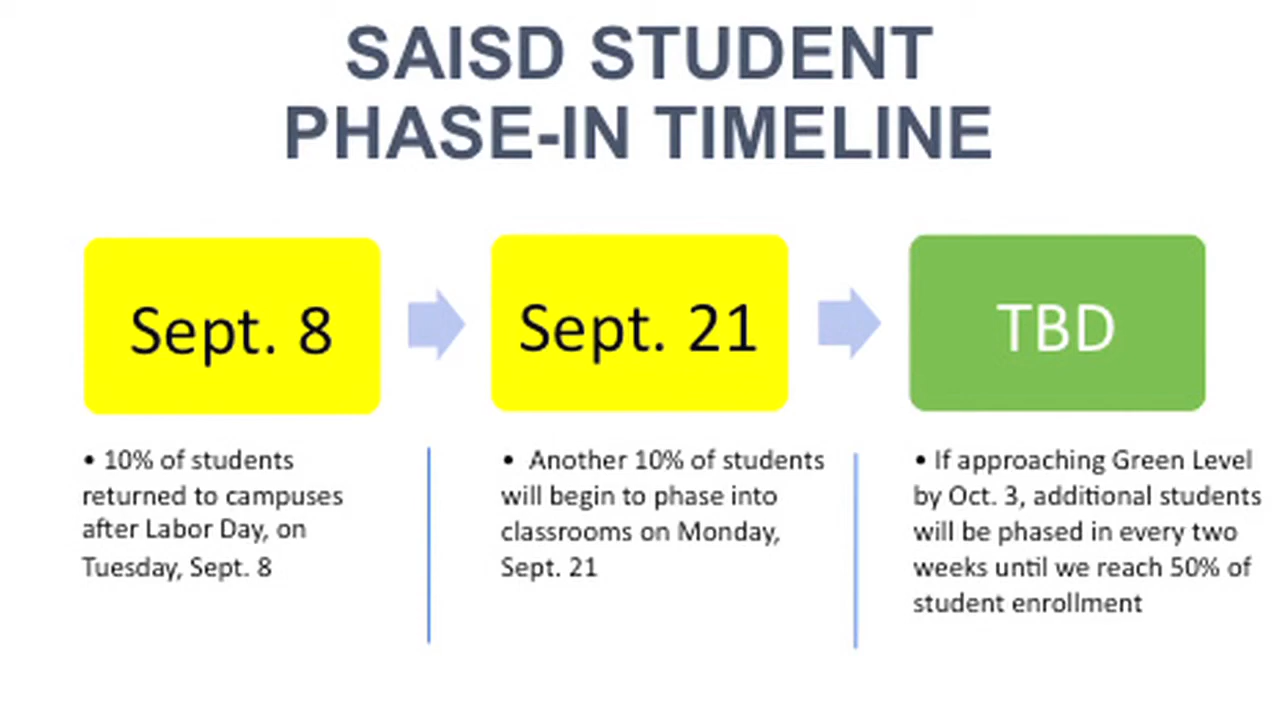 SAISD STUDENT
PHASE-IN TIMELINE
Sept. 8
Sept. 21
TBD
• 10% of students
returned to campuses
after Labor Day, on
Tuesday, Sept. 8
• Another 10% of students
will begin to phase into
classrooms on Monday,
Sept. 21
• If approaching Green Level
by Oct. 3, additional students
will be phased in every two
weeks until we reach 50% of
student enrollment